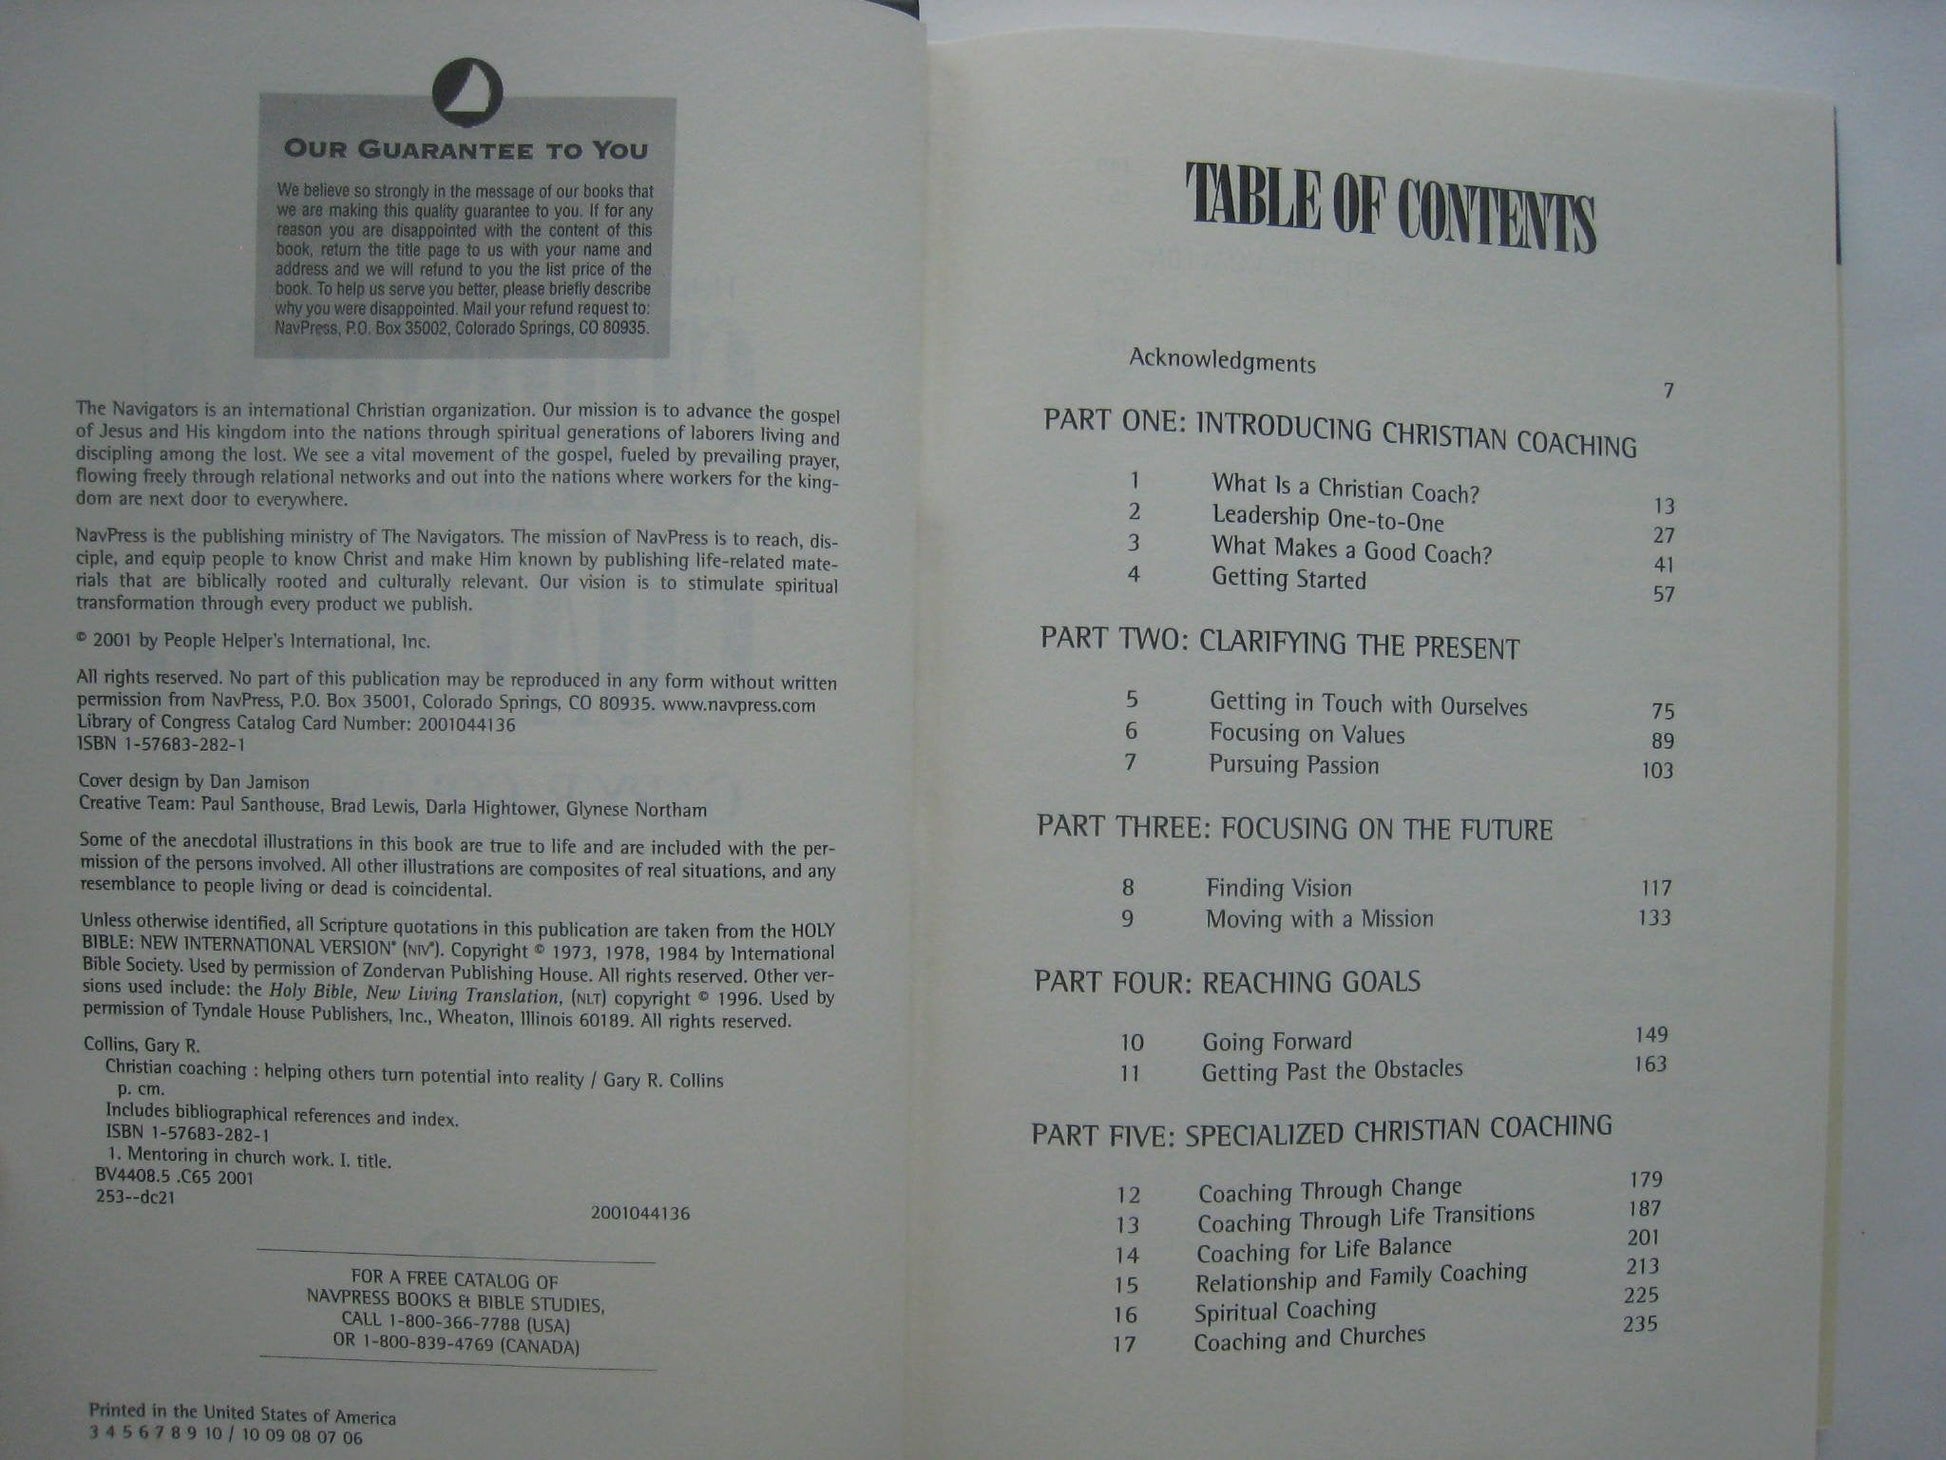 OUR GUARANTEE TO YOU
We believe so strongly in the message of our books that
we are making this quality guarantee to you. If for any
reason you are disappointed with the content of this
book, return the title page to us with your name and
address and we will refund to you the list price of the
book. To help us serve you better, please briefly describe
why you were disappointed. Mail your refund request to:
NavPress, P.O. Box 35002, Colorado Springs, CO 80935.
The Navigators is an international Christian organization. Our mission is to advance the gospel
of Jesus and His kingdom into the nations through spiritual generations of laborers living and
discipling among the lost. We see a vital movement of the gospel, fueled by prevailing prayer,
flowing freely through relational networks and out into the nations where workers for the king-
dom are next door to everywhere.
NavPress is the publishing ministry of The Navigators. The mission of NavPress is to reach, dis-
ciple, and equip people to know Christ and make Him known by publishing life-related mate-
rials that are biblically rooted and culturally relevant. Our vision is to stimulate spiritual
transformation through every product we publish.
© 2001 by People Helper's International, Inc.
All rights reserved. No part of this publication may be reproduced in any form without written
permission from NavPress, P.O. Box 35001, Colorado Springs, CO 80935. www.navpress.com
Library of Congress Catalog Card Number: 2001044136
ISBN 1-57683-282-1
Cover design by Dan Jamison
Creative Team: Paul Santhouse, Brad Lewis, Darla Hightower, Glynese Northam
Some of the anecdotal illustrations in this book are true to life and are included with the per-
mission of the persons involved. All other illustrations are composites of real situations, and any
resemblance to people living or dead is coincidental.
Unless otherwise identified, all Scripture quotations in this publication are taken from the HOLY
BIBLE: NEW INTERNATIONAL VERSION® (NIV®). Copyright © 1973, 1978, 1984 by International
Bible Society. Used by permission of Zondervan Publishing House. All rights reserved. Other ver-
sions used include: the Holy Bible, New Living Translation, (NLT) copyright © 1996. Used by
permission of Tyndale House Publishers, Inc., Wheaton, Illinois 60189. All rights reserved.
Collins, Gary R.
Christian coaching : helping others turn potential into reality / Gary R. Collins
p. cm.
Includes bibliographical references and index.
ISBN 1-57683-282-1
1. Mentoring in church work. I. title.
BV4408.5 .C65 2001
253--dc21
2001044136
FOR A FREE CATALOG OF
NAVPRESS BOOKS & BIBLE STUDIES,
CALL 1-800-366-7788 (USA)
OR 1-800-839-4769 (CANADA)
Printed in the United States of America
3 4 5 6 7 8 9 10 / 10 09 08 07 06
TABLE OF CONTENTS
Acknowledgments 7
PART ONE: INTRODUCING CHRISTIAN COACHING
1 What Is a Christian Coach? 13
2 Leadership One-to-One 27
3 What Makes a Good Coach? 41
4 Getting Started 57
PART TWO: CLARIFYING THE PRESENT
5 Getting in Touch with Ourselves 75
6 Focusing on Values 89
7 Pursuing Passion 103
PART THREE: FOCUSING ON THE FUTURE
8 Finding Vision 117
9 Moving with a Mission 133
PART FOUR: REACHING GOALS
10 Going Forward 149
11 Getting Past the Obstacles 163
PART FIVE: SPECIALIZED CHRISTIAN COACHING
12 Coaching Through Change 179
13 Coaching Through Life Transitions 187
14 Coaching for Life Balance 201
15 Relationship and Family Coaching 213
16 Spiritual Coaching 225
17 Coaching and Churches 235